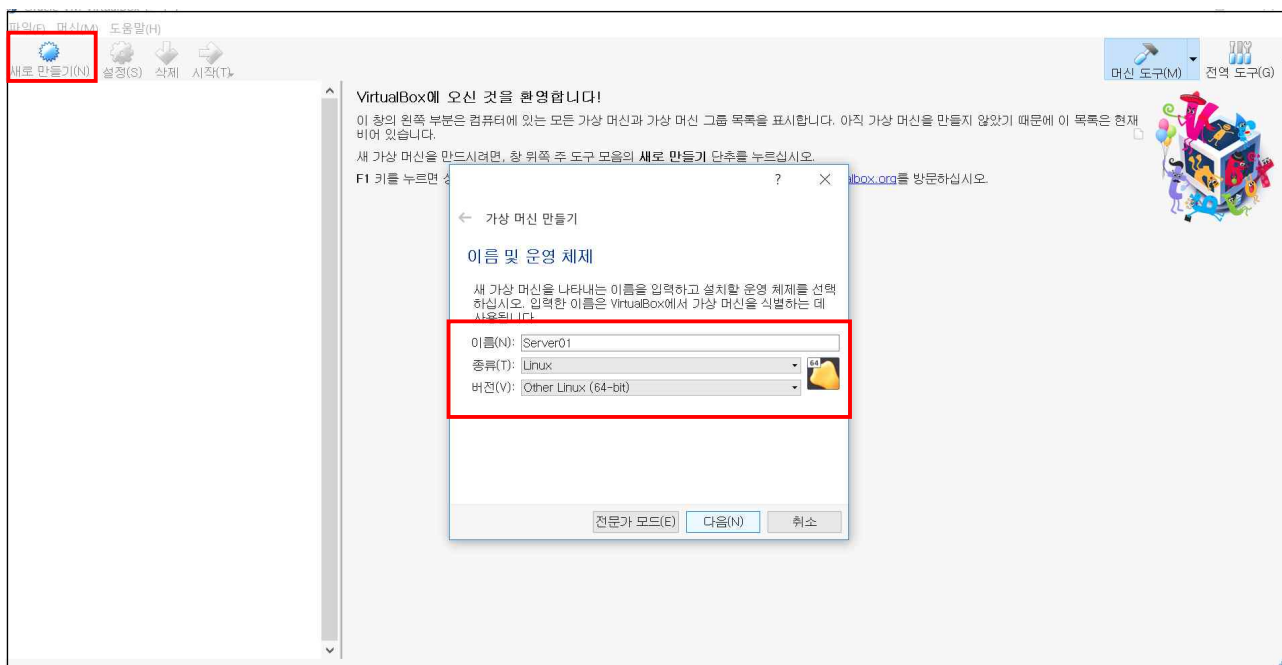 파일(F) 머신(M) 도움말(H)
새로 만들기(N) 설정(S) 삭제 시작(T) 머신 도구(M) 전역 도구(G)
VirtualBox에 오신 것을 환영합니다!
이 창의 왼쪽 부분은 컴퓨터에 있는 모든 가상 머신과 가상 머신 그룹 목록을 표시합니다. 아직 가상 머신을 만들지 않았기 때문에 이 목록은 현재
비어 있습니다.
새 가상 머신을 만드시려면, 창 위쪽 주 도구 모음의 새로 만들기 단추를 누르십시오.
F1 키를 누르면 albox.org를 방문하십시오.
가상 머신 만들기
이름 및 운영 체제
새 가상 머신을 나타내는 이름을 입력하고 설치할 운영 체제를 선택
하십시오. 입력한 이름은 VirtualBox에서 가상 머신을 식별하는 데
사용됩니다.
이름(N): Server01
종류(T): Linux
64
버전(V): Other Linux (64-bit)
전문가 모드(E) 다음(N) 취소